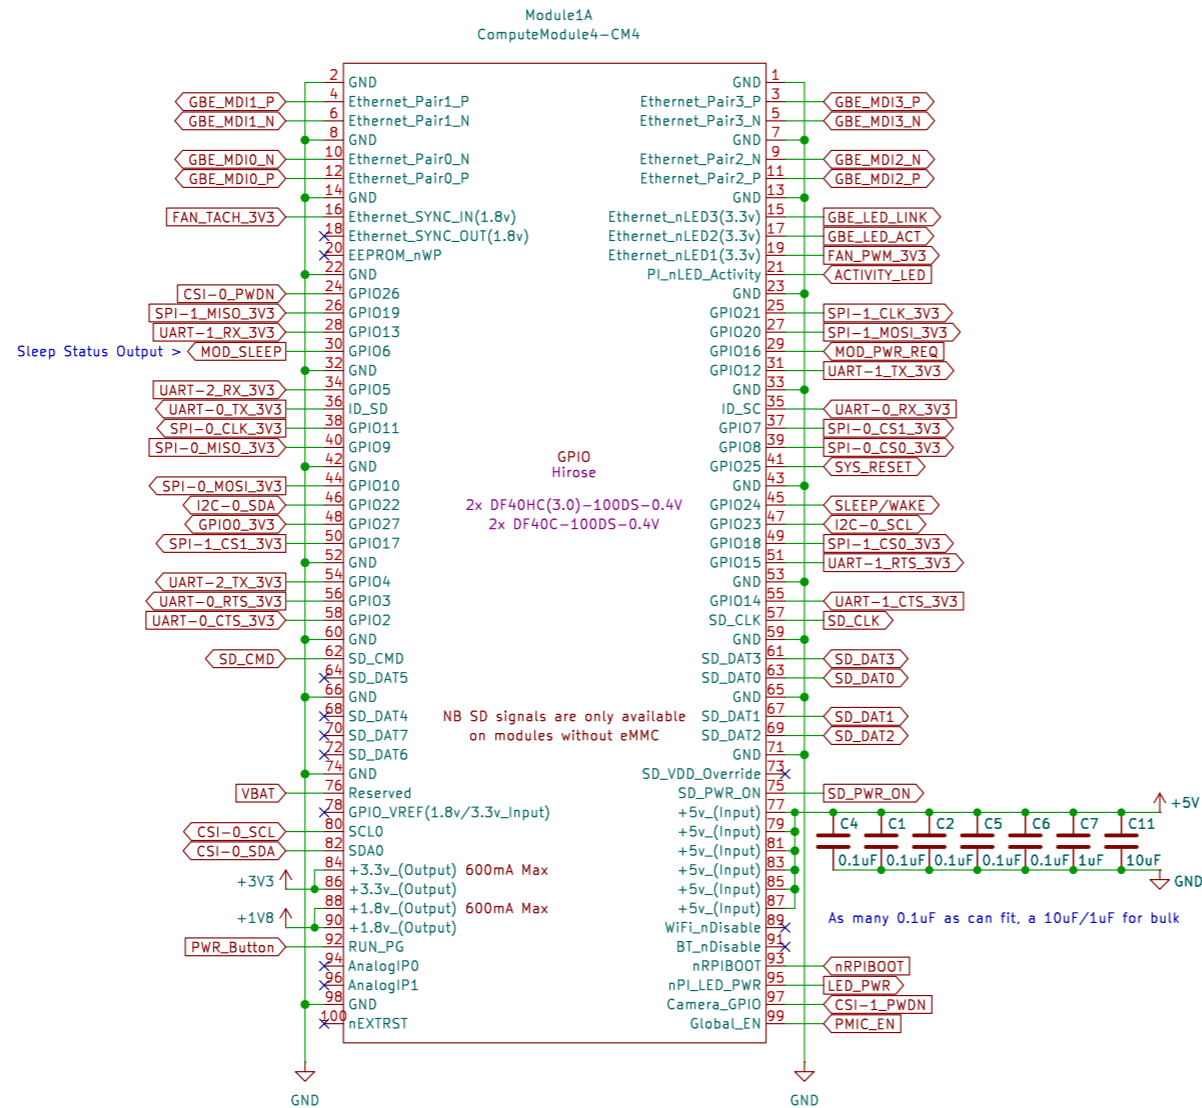 Module1A
ComputeModule4-CM4
2 GND GND 1
GBE_MDI1_P 4 Ethernet_Pair1_P Ethernet_Pair3_P 3 GBE_MDI3_P
GBE_MDI1_N 6 Ethernet_Pair1_N Ethernet_Pair3_N 5 GBE_MDI3_N
8 GND GND 7
GBE_MDI0_N 10 Ethernet_Pair0_N Ethernet_Pair2_N 9 GBE_MDI2_N
GBE_MDI0_P 12 Ethernet_Pair0_P Ethernet_Pair2_P 11 GBE_MDI2_P
14 GND GND 13
FAN_TACH_3V3 16 Ethernet_SYNC_IN(1.8v) Ethernet_nLED3(3.3v) 15 GBE_LED_LINK
18 Ethernet_SYNC_OUT(1.8v) Ethernet_nLED2(3.3v) 17 GBE_LED_ACT
20 EEPROM_nWP Ethernet_nLED1(3.3v) 19 FAN_PWM_3V3
22 GND PI_nLED_Activity 21 ACTIVITY_LED
CSI-0_PWDN 24 GPIO26 GND 23
SPI-1_MISO_3V3 26 GPIO19 GPIO21 25 SPI-1_CLK_3V3
UART-1_RX_3V3 28 GPIO13 GPIO20 27 SPI-1_MOSI_3V3
Sleep Status Output > MOD_SLEEP 30 GPIO6 GPIO16 29 MOD_PWR_REQ
32 GND GPIO12 31 UART-1_TX_3V3
UART-2_RX_3V3 34 GPIO5 GND 33
UART-0_TX_3V3 36 ID_SD ID_SC 35 UART-0_RX_3V3
SPI-0_CLK_3V3 38 GPIO11 GPIO7 37 SPI-0_CS1_3V3
SPI-0_MISO_3V3 40 GPIO9 GPIO8 39 SPI-0_CS0_3V3
42 GND GPIO GPIO25 41 SYS_RESET
Hirose
SPI-0_MOSI_3V3 44 GPIO10 GND 43
I2C-0_SDA 46 GPIO22 2x DF40HC(3.0)-100DS-0.4V GPIO24 45 SLEEP/WAKE
GPIO0_3V3 48 GPIO27 2x DF40C-100DS-0.4V GPIO23 47 I2C-0_SCL
SPI-1_CS1_3V3 50 GPIO17 GPIO18 49 SPI-1_CS0_3V3
52 GND GPIO15 51 UART-1_RTS_3V3
UART-2_TX_3V3 54 GPIO4 GND 53
UART-0_RTS_3V3 56 GPIO3 GPIO14 55 UART-1_CTS_3V3
UART-0_CTS_3V3 58 GPIO2 SD_CLK 57 SD_CLK
60 GND GND 59
SD_CMD 62 SD_CMD SD_DAT3 61 SD_DAT3
64 SD_DAT5 SD_DAT0 63 SD_DAT0
66 GND GND 65
68 SD_DAT4 NB SD signals are only available SD_DAT1 67 SD_DAT1
70 SD_DAT7 on modules without eMMC SD_DAT2 69 SD_DAT2
72 SD_DAT6 GND 71
74 GND SD_VDD_Override 73
VBAT 76 Reserved SD_PWR_ON 75 SD_PWR_ON
78 GPIO_VREF(1.8v/3.3v_Input) +5v_(Input) 77 +5V
CSI-0_SCL 80 SCL0 +5v_(Input) 79 C4 C1 C2 C5 C6 C7 C11
CSI-0_SDA 82 SDA0 +5v_(Input) 81 0.1uF 0.1uF 0.1uF 0.1uF 0.1uF 1uF 10uF
84 +3.3v_(Output) 600mA Max +5v_(Input) 83
+3V3 86 +3.3v_(Output) +5v_(Input) 85 GND
88 +1.8v_(Output) 600mA Max +5v_(Input) 87
+1V8 90 +1.8v_(Output) WiFi_nDisable 89 As many 0.1uF as can fit, a 10uF/1uF for bulk
PWR_Button 92 RUN_PG BT_nDisable 91
94 AnalogIP0 nRPIBOOT 93 nRPIBOOT
96 AnalogIP1 nPI_LED_PWR 95 LED_PWR
98 GND Camera_GPIO 97 CSI-1_PWDN
100 nEXTRST Global_EN 99 PMIC_EN
GND GND